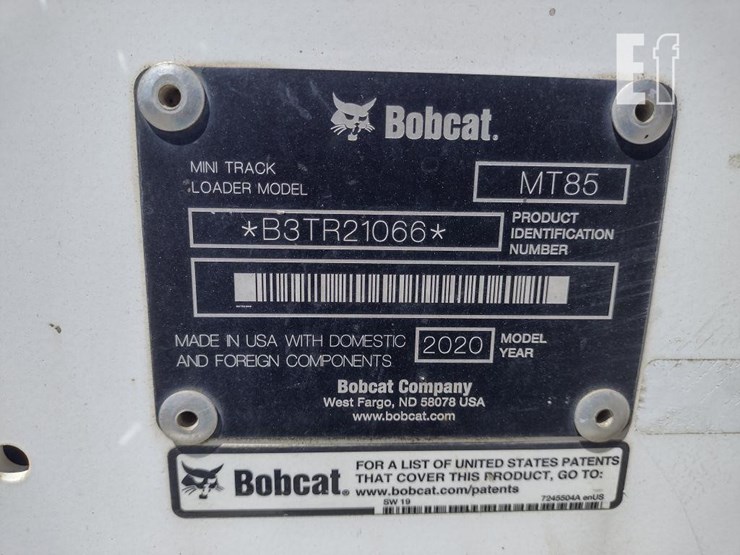 Ef
Bobcat.
MINI TRACK
LOADER MODEL
MT85
*B3TR21066*
PRODUCT
IDENTIFICATION
NUMBER
MADE IN USA WITH DOMESTIC
AND FOREIGN COMPONENTS
2020
MODEL
YEAR
Bobcat Company
West Fargo, ND 58078 USA
www.bobcat.com
Bobcat.
FOR A LIST OF UNITED STATES PATENTS
THAT COVER THIS PRODUCT, GO TO:
www.bobcat.com/patents
SW 19
7245504A enUS